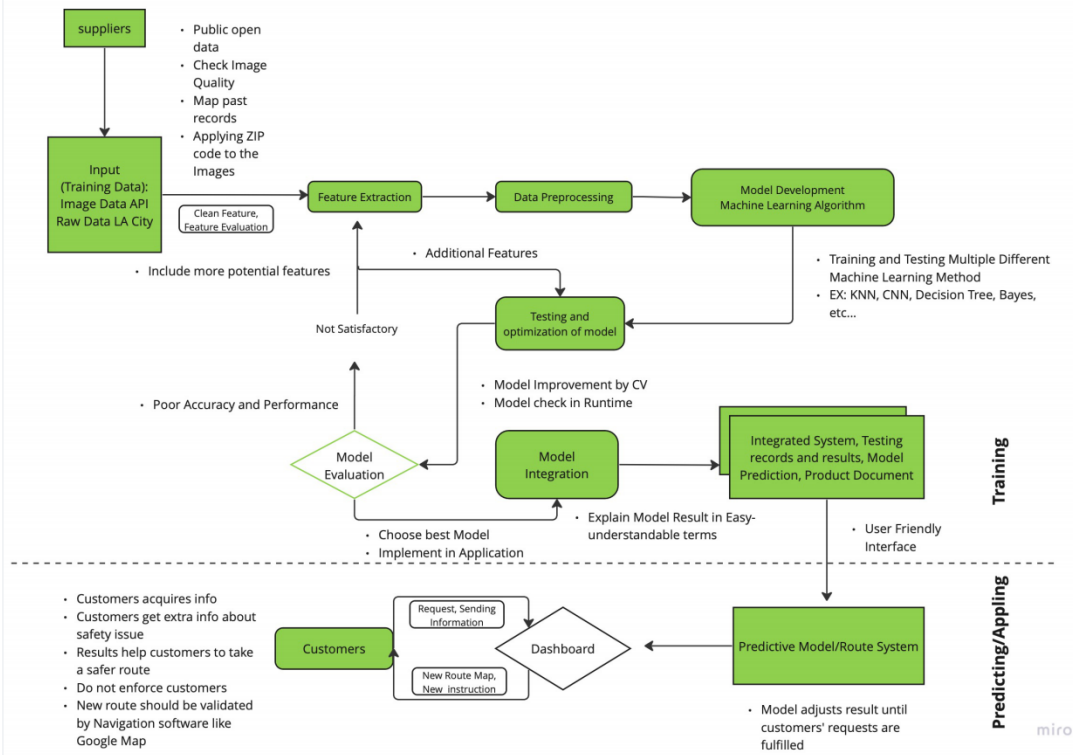 suppliers
• Public open
data
• Check Image
Quality
• Map past
records
• Applying ZIP
code to the
Images
Input
(Training Data):
Image Data API
Raw Data LA City
Clean Feature,
Feature Evaluation
Feature Extraction
Data Preprocessing
Model Development
Machine Learning Algorithm
• Include more potential features
• Additional Features
• Training and Testing Multiple Different
Machine Learning Method
• EX: KNN, CNN, Decision Tree, Bayes,
etc...
Testing and
optimization of model
Not Satisfactory
• Model Improvement by CV
• Model check in Runtime
• Poor Accuracy and Performance
Model
Evaluation
Model
Integration
Integrated System, Testing
records and results, Model
Prediction, Product Document
Training
• Choose best Model
• Implement in Application
• Explain Model Result in Easy-
understandable terms
• User Friendly
Interface
• Customers acquires info
• Customers get extra info about
safety issue
• Results help customers to take
a safer route
• Do not enforce customers
• New route should be validated
by Navigation software like
Google Map
Customers
Request, Sending
Information
New Route Map,
New instruction
Dashboard
Predictive Model/Route System
Predicting/Appling
• Model adjusts result until
customers' requests are
fulfilled
miro